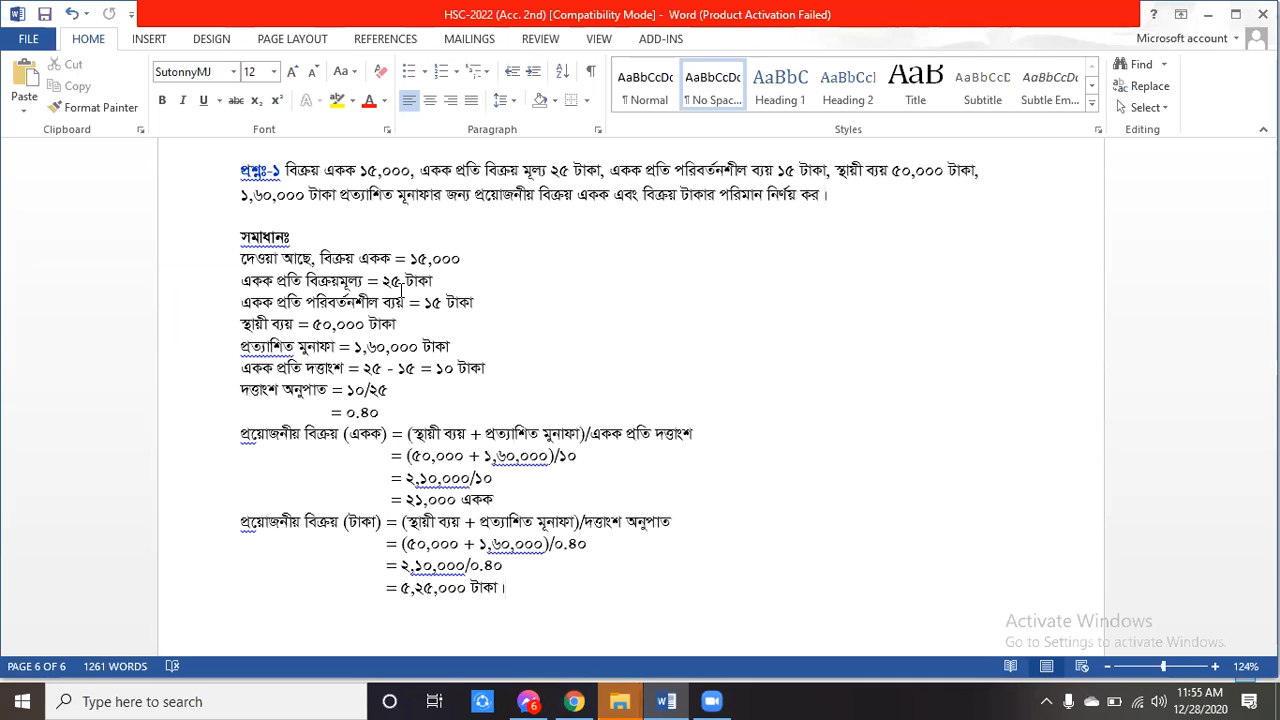 HSC-2022 (Acc. 2nd) [Compatibility Mode] - Word (Product Activation Failed)
FILE HOME INSERT DESIGN PAGE LAYOUT REFERENCES MAILINGS REVIEW VIEW ADD-INS Microsoft account
Cut
Copy
Format Painter
Paste
Clipboard
SutonnyMJ 12
Font
Paragraph
AaBbCcDc AaBbCcDc AaBbC AaBbC AaB AaBbCcD AaBbCcDc
¶ Normal ¶ No Spac... Heading Heading 2 Title Subtitle Subtle Em...
Styles
Find
Replace
Select
Editing
প্রশ্নঃ-১ বিক্রয় একক ১৫,০০০, একক প্রতি বিক্রয় মূল্য ২৫ টাকা, একক প্রতি পরিবর্তনশীল ব্যয় ১৫ টাকা, স্থায়ী ব্যয় ৫০,০০০ টাকা,
১,৬০,০০০ টাকা প্রত্যাশিত মূনাফার জন্য প্রয়োজনীয় বিক্রয় একক এবং বিক্রয় টাকার পরিমান নির্ণয় কর।
সমাধানঃ
দেওয়া আছে, বিক্রয় একক = ১৫,০০০
একক প্রতি বিক্রয়মূল্য = ২৫ টাকা
একক প্রতি পরিবর্তনশীল ব্যয় = ১৫ টাকা
স্থায়ী ব্যয় = ৫০,০০০ টাকা
প্রত্যাশিত মুনাফা = ১,৬০,০০০ টাকা
একক প্রতি দত্তাংশ = ২৫ - ১৫ = ১০ টাকা
দত্তাংশ অনুপাত = ১০/২৫
= ০.৪০
প্রয়োজনীয় বিক্রয় (একক) = (স্থায়ী ব্যয় + প্রত্যাশিত মুনাফা)/একক প্রতি দত্তাংশ
= (৫০,০০০ + ১,৬০,০০০)/১০
= ২,১০,০০০/১০
= ২১,০০০ একক
প্রয়োজনীয় বিক্রয় (টাকা) = (স্থায়ী ব্যয় + প্রত্যাশিত মূনাফা)/দত্তাংশ অনুপাত
= (৫০,০০০ + ১,৬০,০০০)/০.৪০
= ২,১০,০০০/০.৪০
= ৫,২৫,০০০ টাকা।
Activate Windows
Go to Settings to activate Windows.
PAGE 6 OF 6 1261 WORDS 124%
Type here to search
11:55 AM
12/28/2020